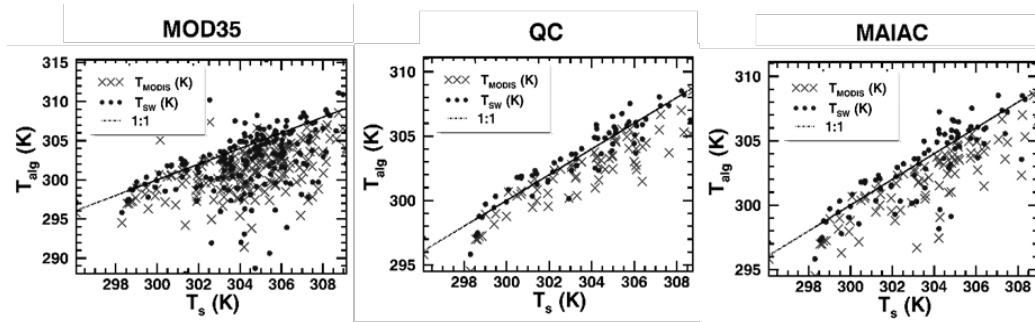 MOD35
QC
MAIAC
315
310
305
300
295
290
T_alg (K)
××× T_MODIS (K)
••• T_SW (K)
1:1
298 300 302 304 306 308
T_s (K)
310
305
300
295
T_alg (K)
××× T_MODIS (K)
••• T_SW (K)
1:1
298 300 302 304 306 308
T_s (K)
310
305
300
295
T_alg (K)
××× T_MODIS (K)
••• T_SW (K)
1:1
298 300 302 304 306 308
T_s (K)